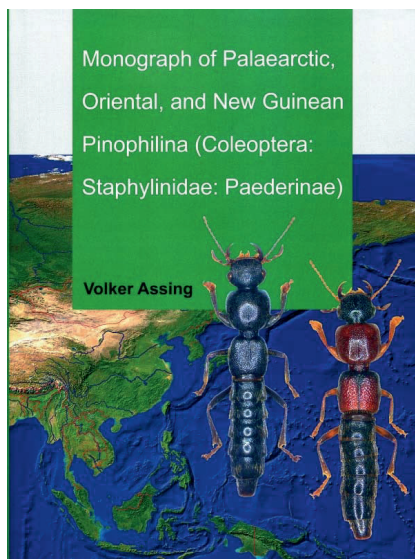 Monograph of Palaearctic,
Oriental, and New Guinean
Pinophilina (Coleoptera:
Staphylinidae: Paederinae)
Volker Assing